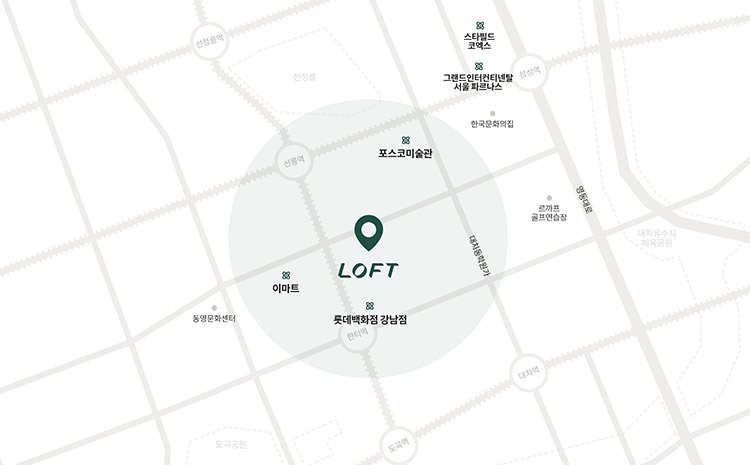 스타필드
코엑스
선정릉역
그랜드인터컨티넨탈
서울 파르나스
삼성역
선정릉
한국문화의집
포스코미술관
선릉역
영동대로
르까프
골프연습장
대치유수지
체육공원
대치동학원가
LOFT
이마트
동영문화센터
롯데백화점 강남점
한티역
대치역
도곡공원
도곡역